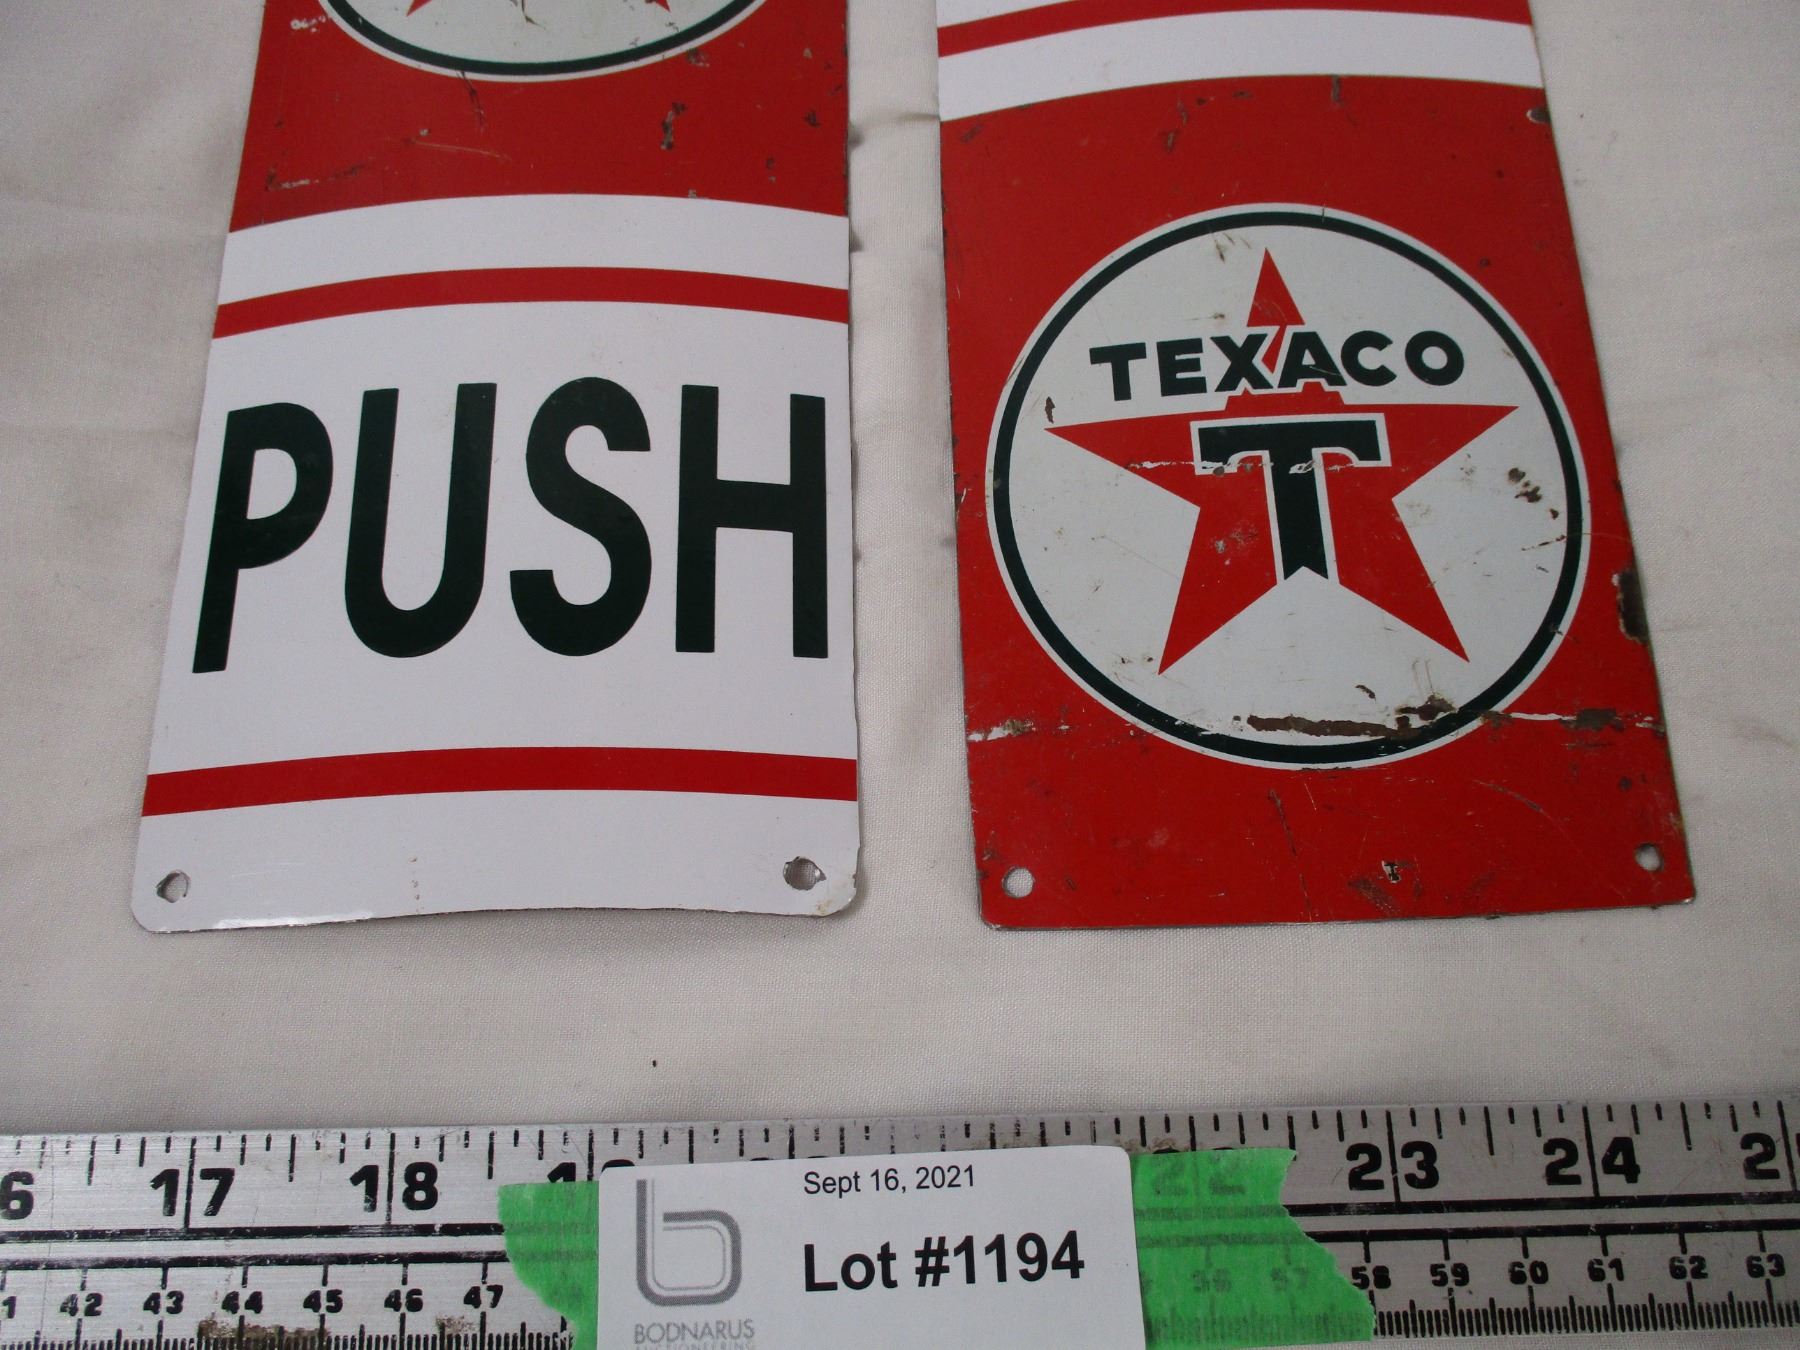 PUSH
TEXACO
T
T
17 18 23 24
42 43 44 45 46 47 58 59 60 61 62 63
Sept 16, 2021
Lot #1194
BODNARUS
AUCTIONEERING